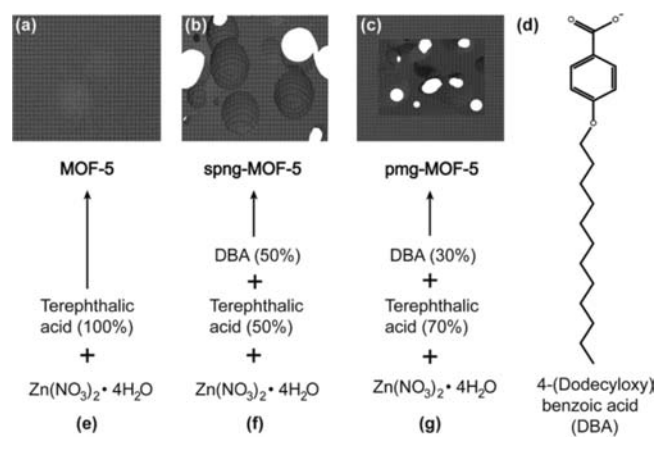 (a)
(b)
(c)
(d)
O
O⁻
O
MOF-5
spng-MOF-5
pmg-MOF-5
DBA (50%)
DBA (30%)
+
+
Terephthalic
acid (100%)
Terephthalic
acid (50%)
Terephthalic
acid (70%)
+
+
+
Zn(NO₃)₂ • 4H₂O
Zn(NO₃)₂ • 4H₂O
Zn(NO₃)₂ • 4H₂O
(e)
(f)
(g)
4-(Dodecyloxy)
benzoic acid
(DBA)